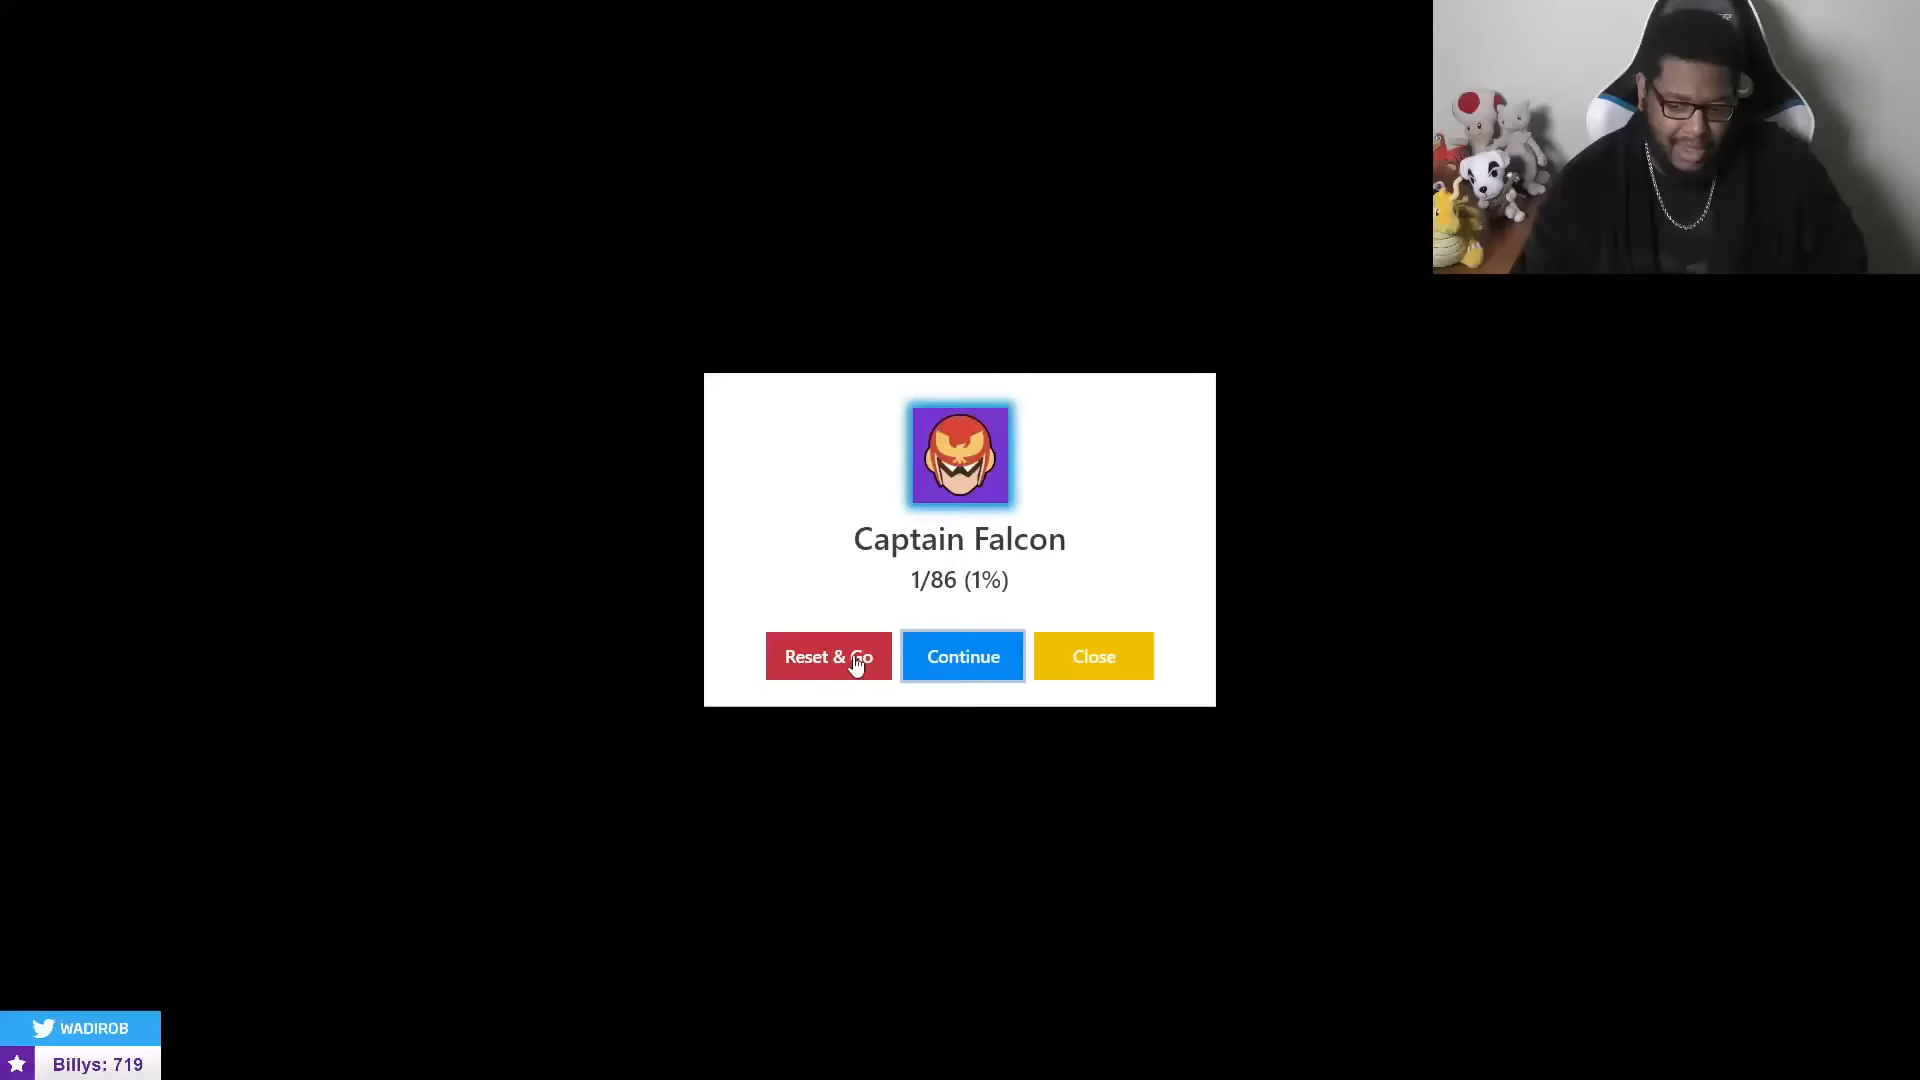 Captain Falcon
1/86 (1%)
Reset & Go
Continue
Close
WADIROB
Billys: 719